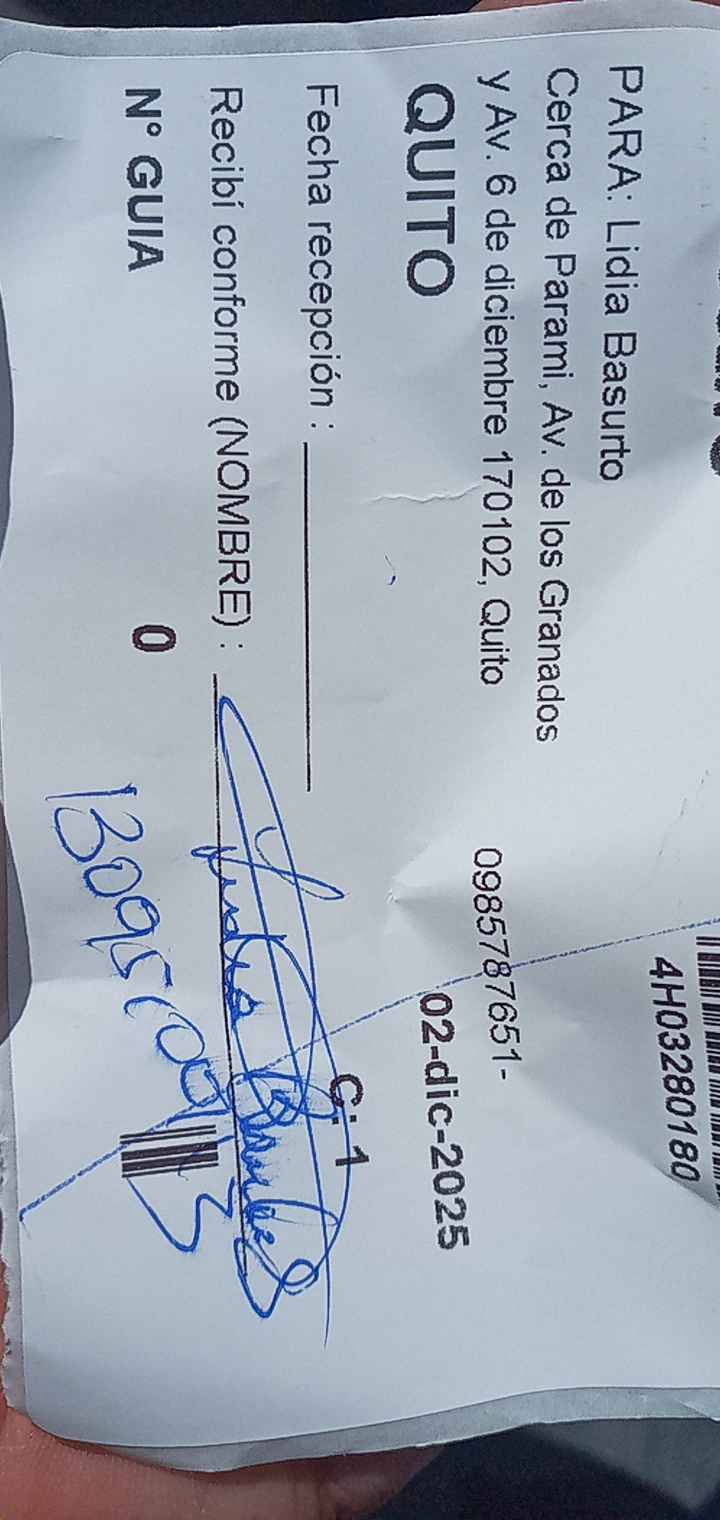 4H03280180
PARA: Lidia Basurto
Cerca de Parami, Av. de los Granados
y Av. 6 de diciembre 170102, Quito
0985787651-
QUITO
02-dic-2025
Fecha recepción :
C: 1
Recibí conforme (NOMBRE) :
N° GUIA
0